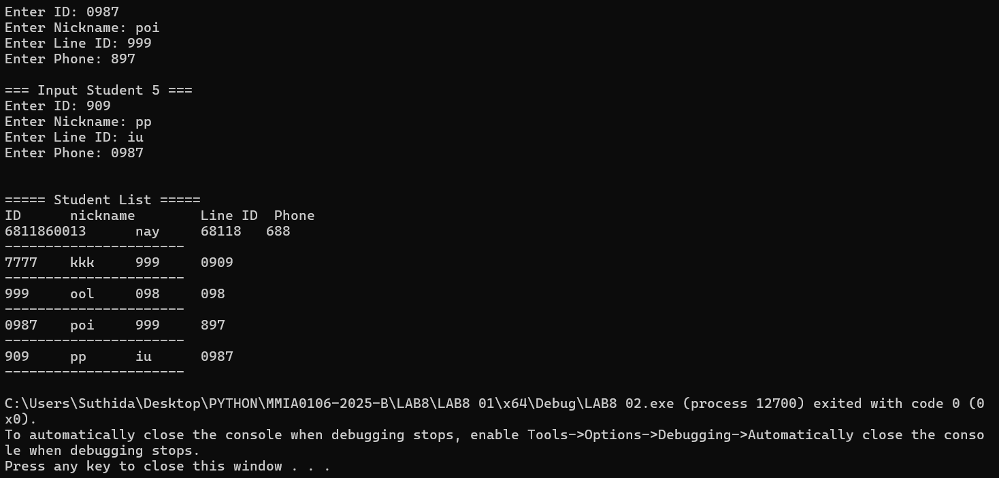 Enter ID: 0987
Enter Nickname: poi
Enter Line ID: 999
Enter Phone: 897
=== Input Student 5 ===
Enter ID: 909
Enter Nickname: pp
Enter Line ID: iu
Enter Phone: 0987
===== Student List =====
ID      nickname        Line ID  Phone
6811860013      nay     68118   688
----------------------
7777    kkk     999     0909
----------------------
999     ool     098     098
----------------------
0987    poi     999     897
----------------------
909     pp      iu      0987
----------------------
C:\Users\Suthida\Desktop\PYTHON\MMIA0106-2025-B\LAB8\LAB8 01\x64\Debug\LAB8 02.exe (process 12700) exited with code 0 (0
x0).
To automatically close the console when debugging stops, enable Tools->Options->Debugging->Automatically close the conso
le when debugging stops.
Press any key to close this window . . .